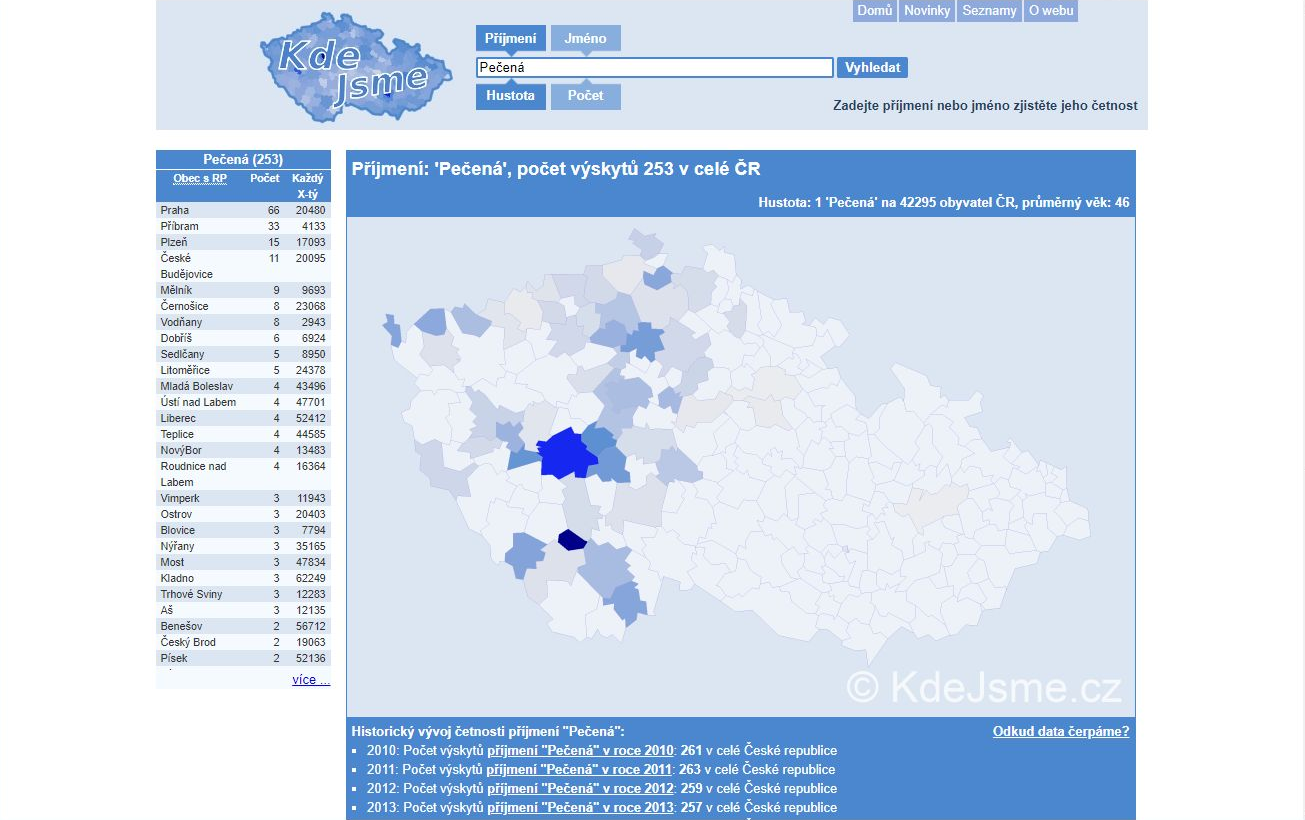 Domů Novinky Seznamy O webu
Kde
Jsme
Příjmení Jméno
Pečená Vyhledat
Hustota Počet
Zadejte příjmení nebo jméno zjistěte jeho četnost
Pečená (253)
Obec s RP Počet Každý
X-tý
Praha 66 20480
Příbram 33 4133
Plzeň 15 17093
České 11 20095
Budějovice
Mělník 9 9693
Černošice 8 23068
Vodňany 8 2943
Dobříš 6 6924
Sedlčany 5 8950
Litoměřice 5 24378
Mladá Boleslav 4 43496
Ústí nad Labem 4 47701
Liberec 4 52412
Teplice 4 44585
NovýBor 4 13483
Roudnice nad 4 16364
Labem
Vimperk 3 11943
Ostrov 3 20403
Blovice 3 7794
Nýřany 3 35165
Most 3 47834
Kladno 3 62249
Trhové Sviny 3 12283
Aš 3 12135
Benešov 2 56712
Český Brod 2 19063
Písek 2 52136
více ...
Příjmení: 'Pečená', počet výskytů 253 v celé ČR
Hustota: 1 'Pečená' na 42295 obyvatel ČR, průměrný věk: 46
© KdeJsme.cz
Historický vývoj četnosti příjmení "Pečená": Odkud data čerpáme?
2010: Počet výskytů příjmení "Pečená" v roce 2010: 261 v celé České republice
2011: Počet výskytů příjmení "Pečená" v roce 2011: 263 v celé České republice
2012: Počet výskytů příjmení "Pečená" v roce 2012: 259 v celé České republice
2013: Počet výskytů příjmení "Pečená" v roce 2013: 257 v celé České republice